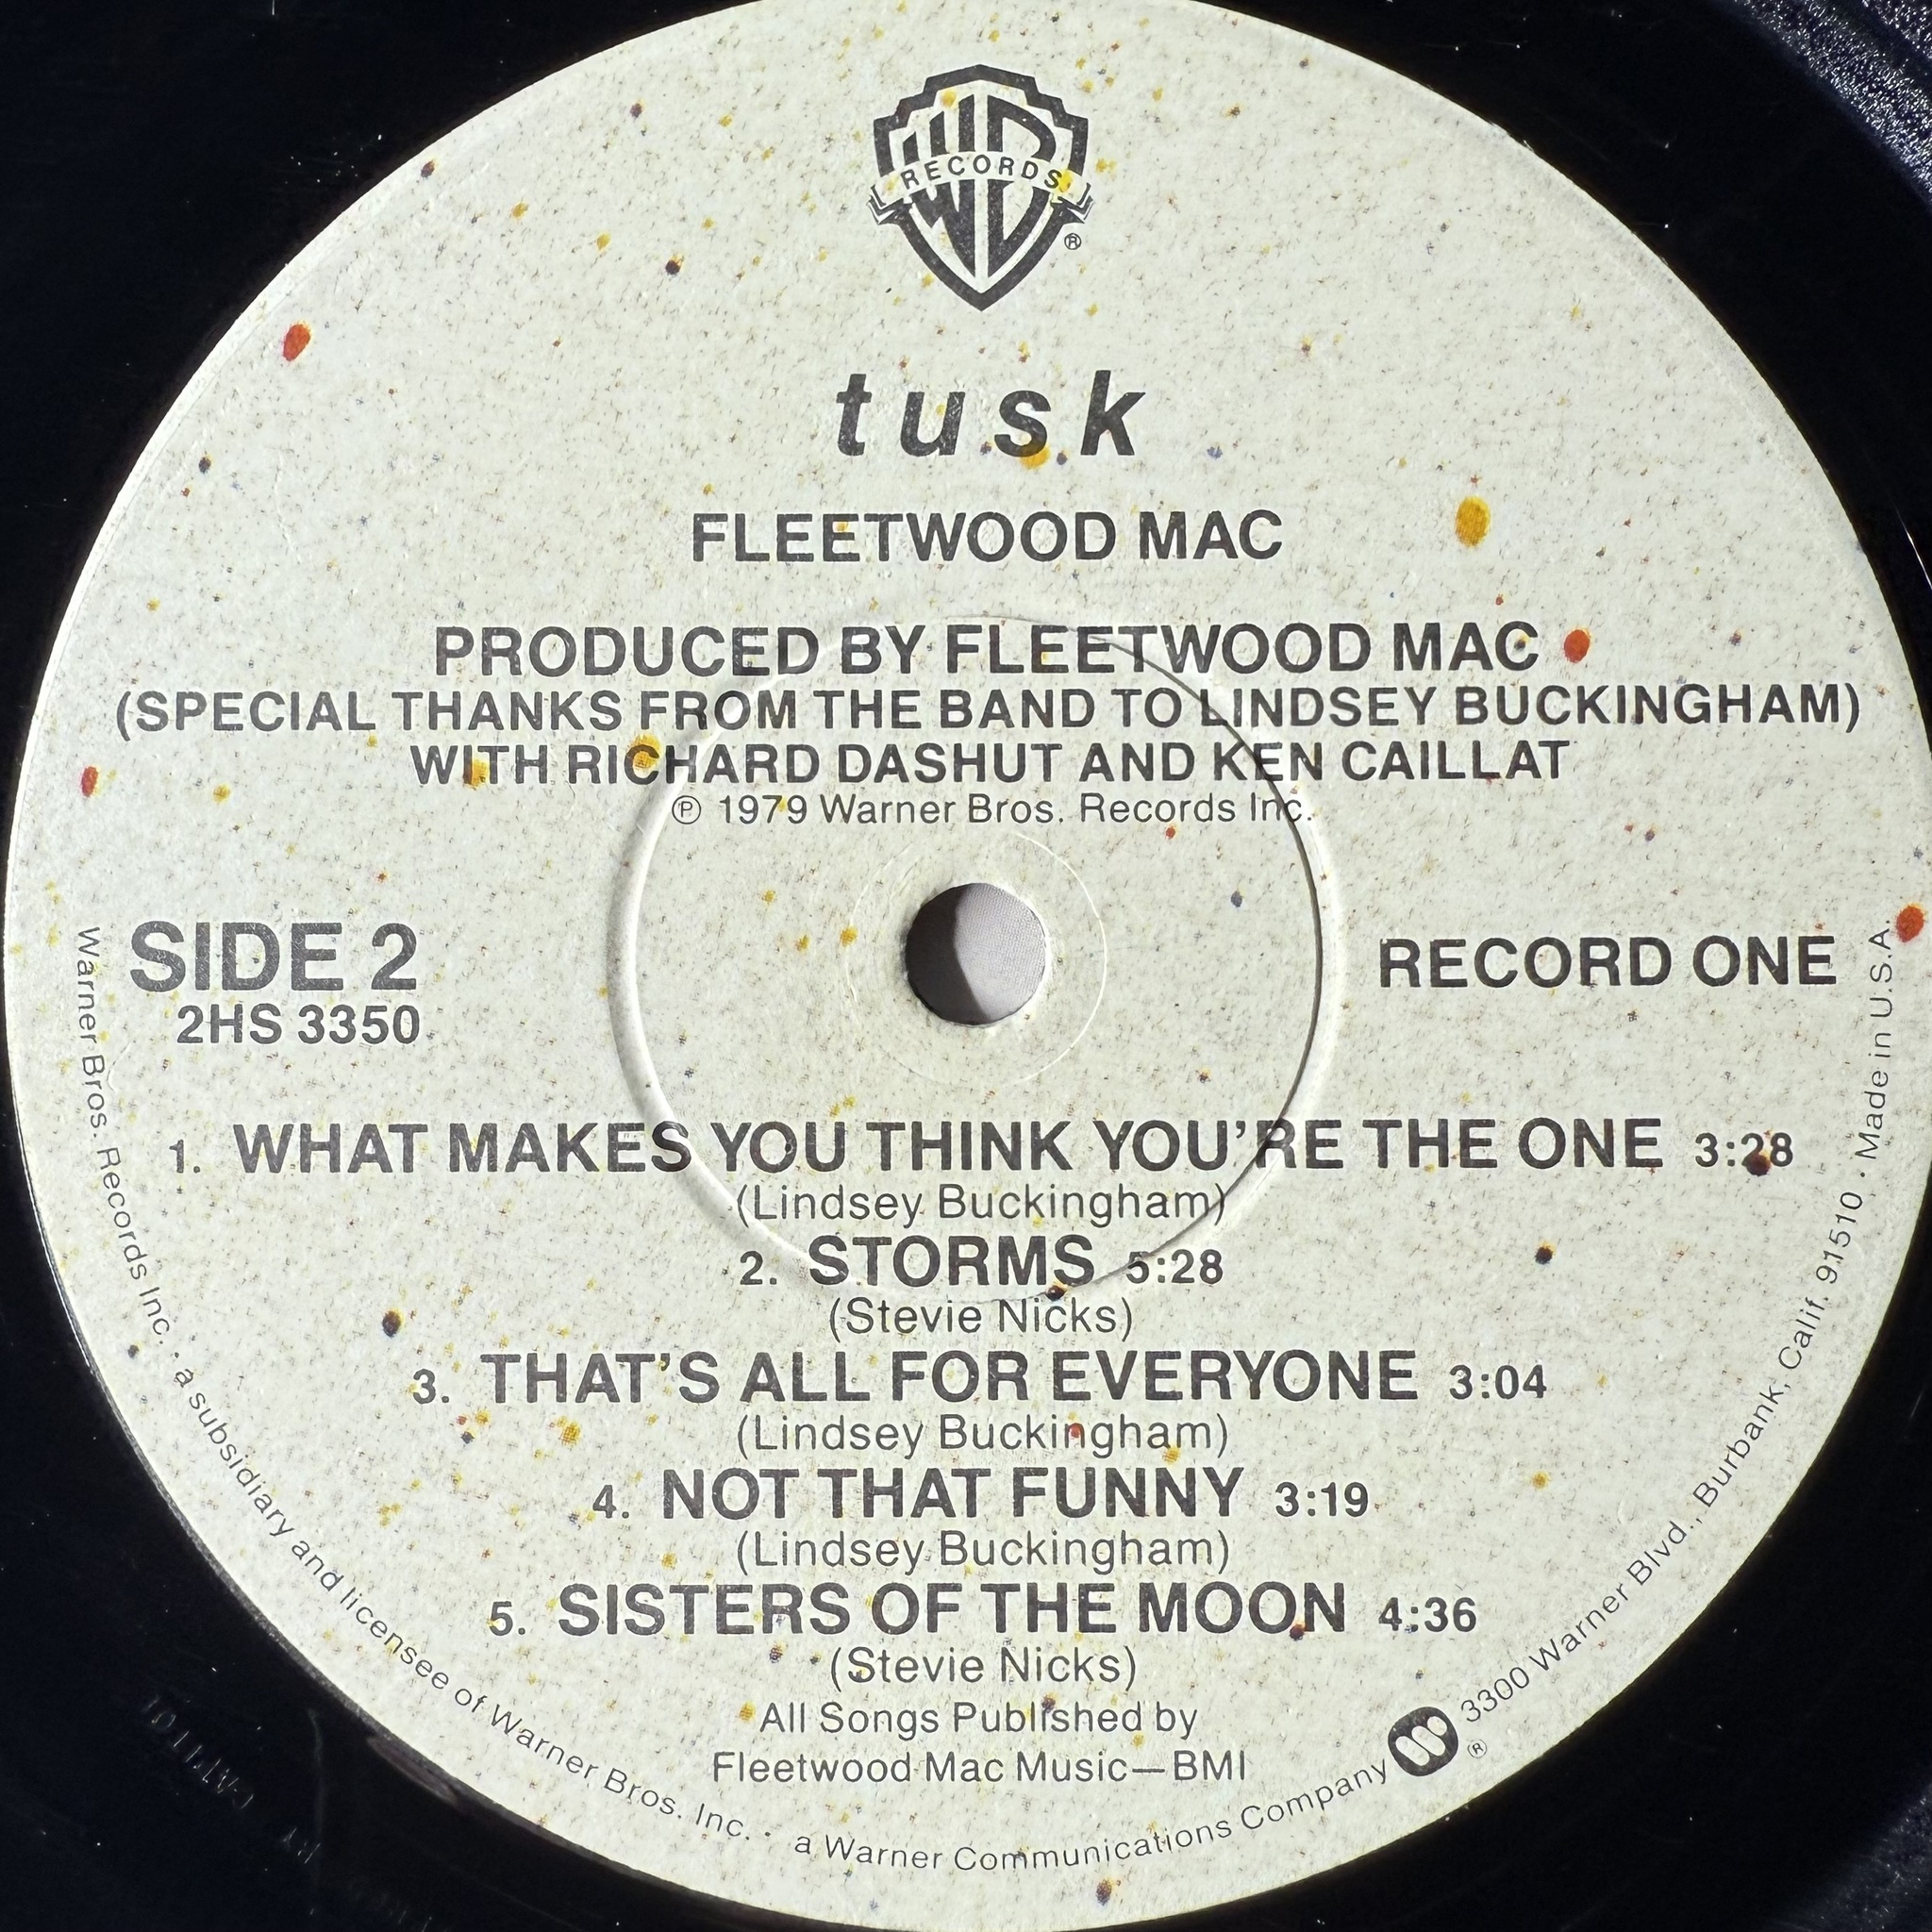 WB
RECORDS
®
tusk
FLEETWOOD MAC
PRODUCED BY FLEETWOOD MAC
(SPECIAL THANKS FROM THE BAND TO LINDSEY BUCKINGHAM)
WITH RICHARD DASHUT AND KEN CAILLAT
℗ 1979 Warner Bros. Records Inc.
SIDE 2
2HS 3350
RECORD ONE
1. WHAT MAKES YOU THINK YOU'RE THE ONE 3:28
(Lindsey Buckingham)
2. STORMS 5:28
(Stevie Nicks)
3. THAT'S ALL FOR EVERYONE 3:04
(Lindsey Buckingham)
4. NOT THAT FUNNY 3:19
(Lindsey Buckingham)
5. SISTERS OF THE MOON 4:36
(Stevie Nicks)
All Songs Published by
Fleetwood Mac Music—BMI
Warner Bros. Records Inc. · a subsidiary and licensee of Warner Bros. Inc. · a Warner Communications Company ® 3300 Warner Blvd., Burbank, Calif. 91510 · Made in U.S.A.